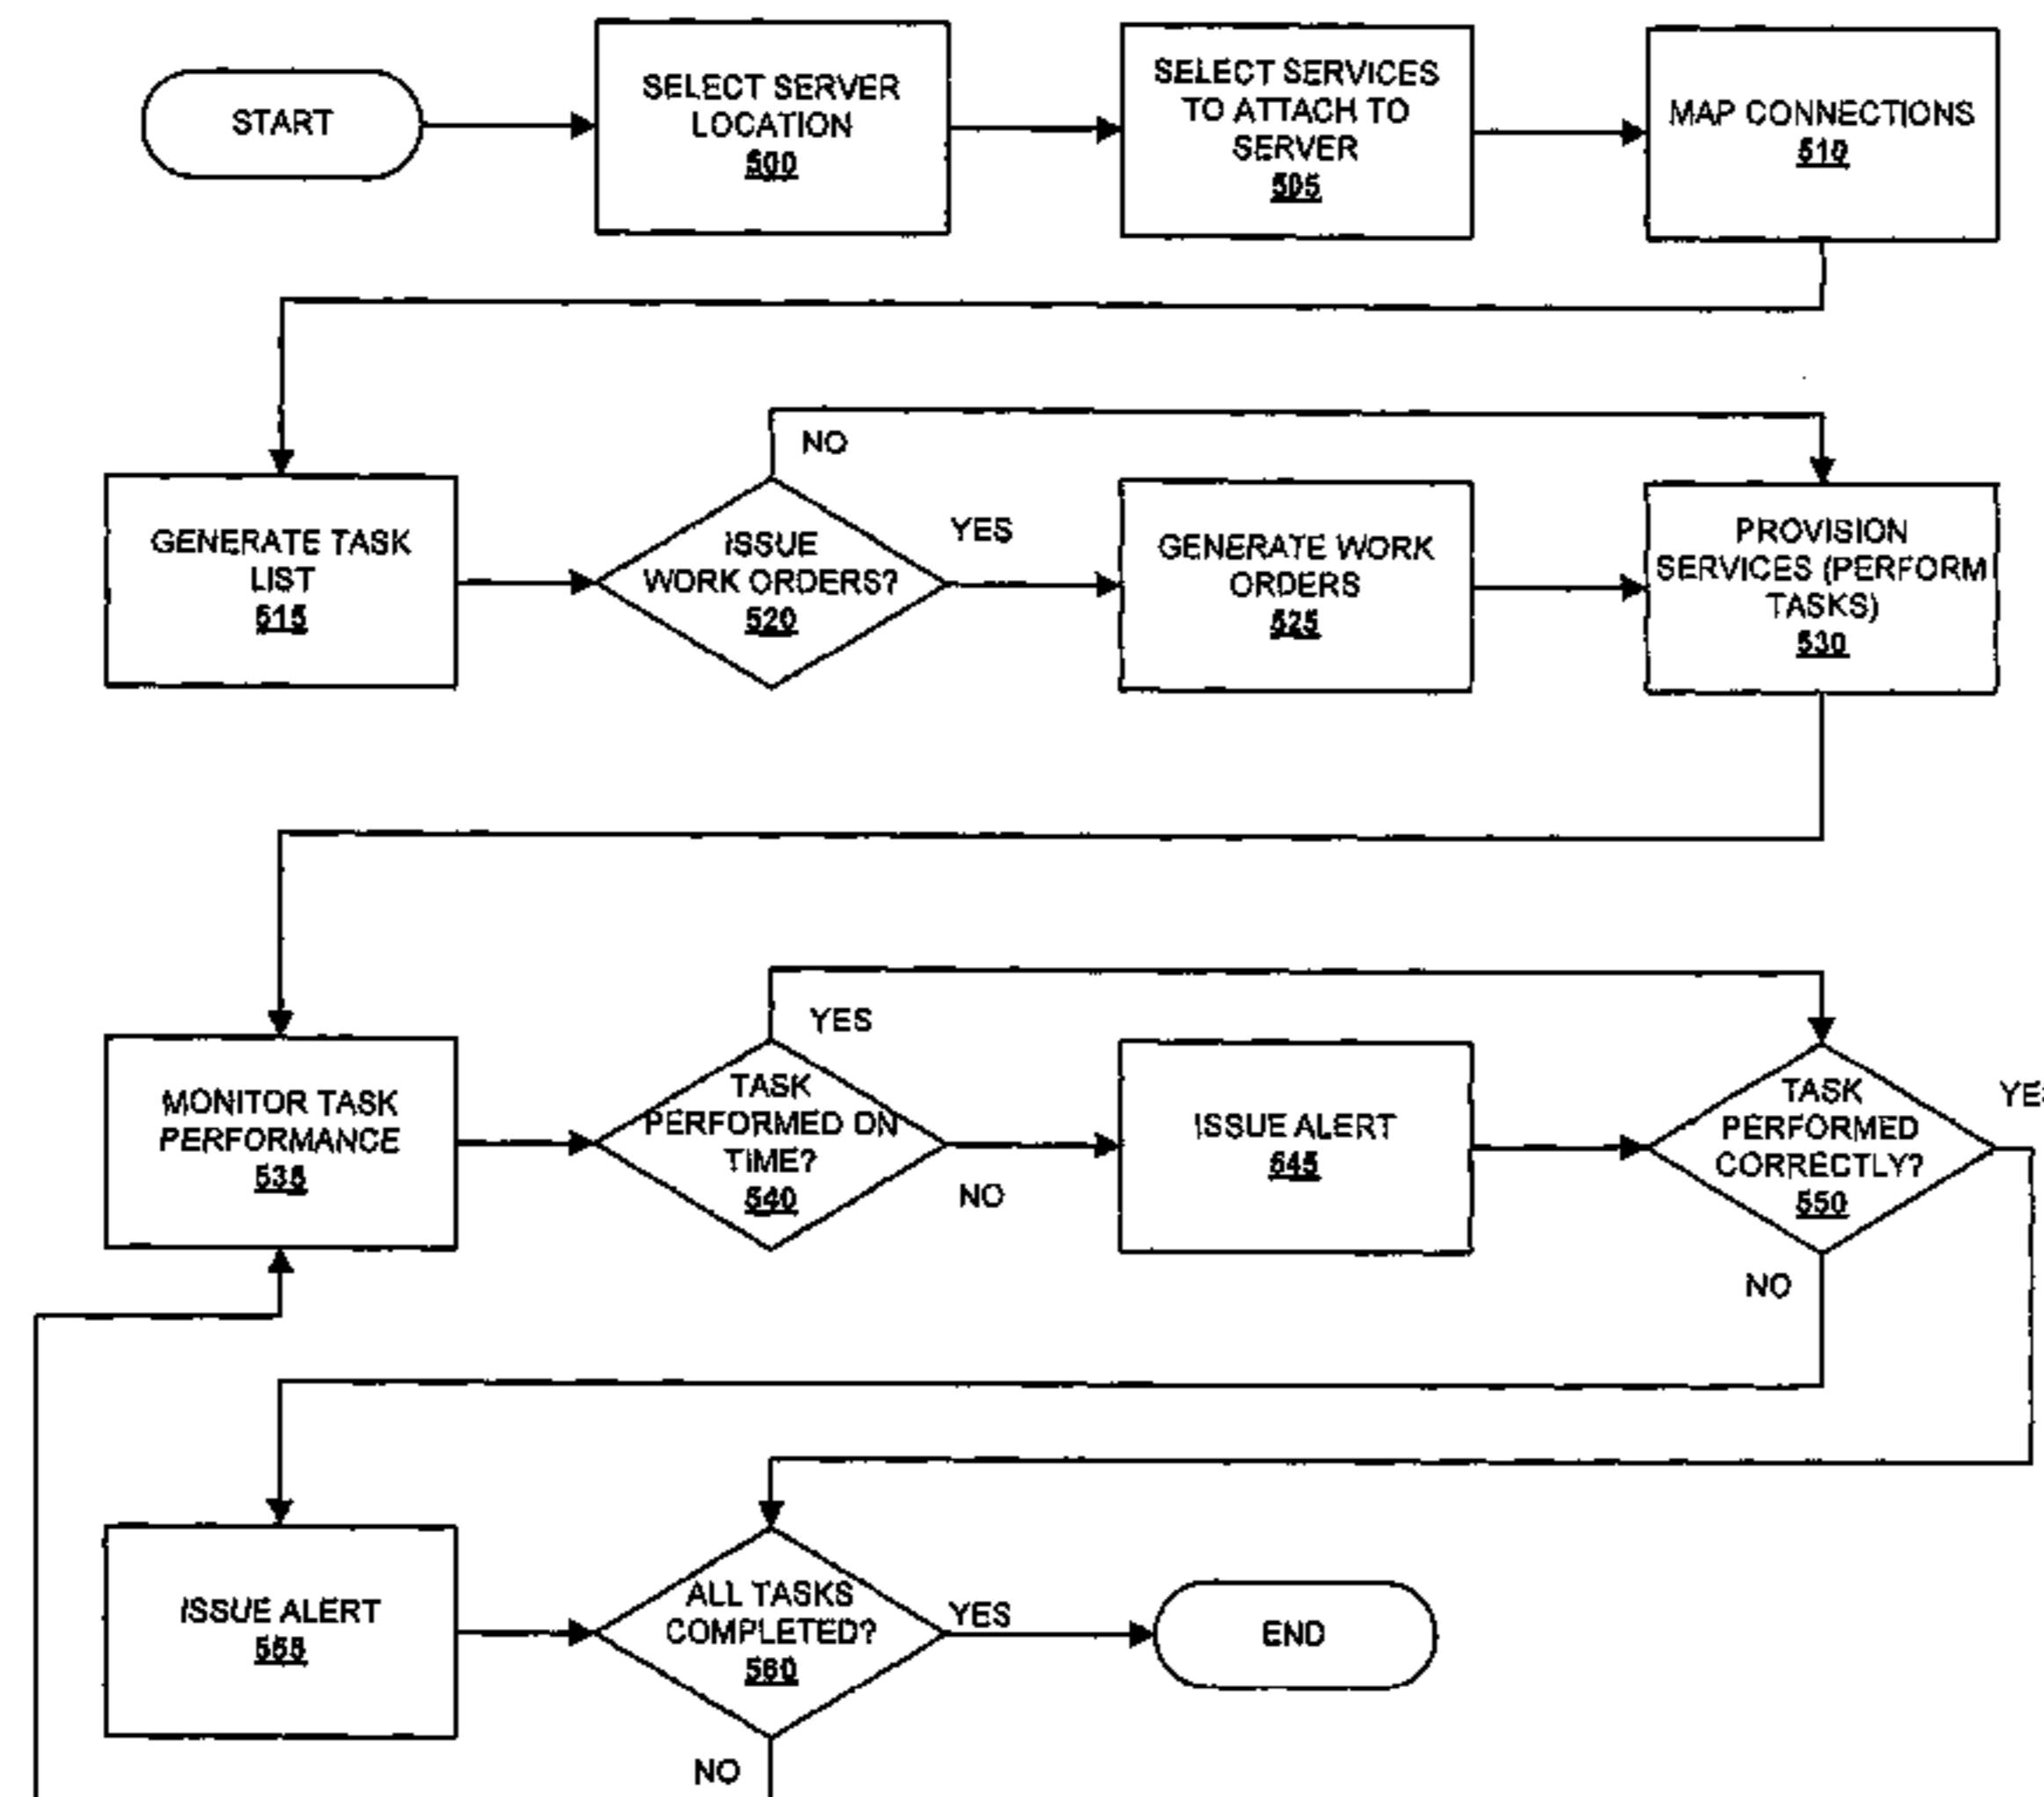 START
SELECT SERVER
LOCATION
500
SELECT SERVICES
TO ATTACH TO
SERVER
505
MAP CONNECTIONS
510
GENERATE TASK
LIST
515
NO
ISSUE
WORK ORDERS?
520
YES
GENERATE WORK
ORDERS
525
PROVISION
SERVICES (PERFORM
TASKS)
530
MONITOR TASK
PERFORMANCE
535
YES
TASK
PERFORMED ON
TIME?
540
NO
ISSUE ALERT
545
TASK
PERFORMED
CORRECTLY?
550
YES
NO
ISSUE ALERT
555
ALL TASKS
COMPLETED?
560
YES
END
NO